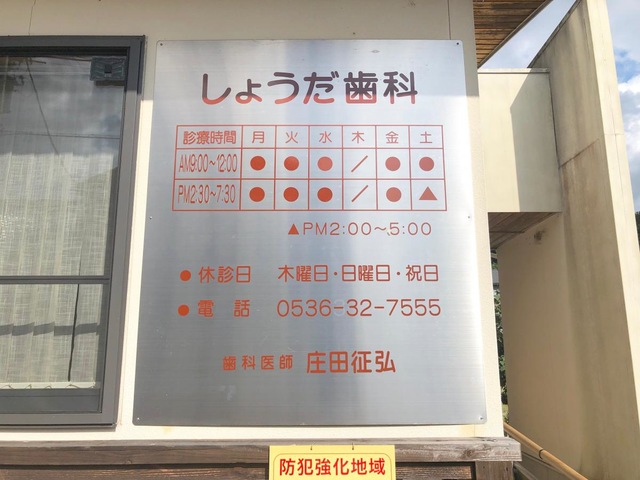 しょうだ歯科
診療時間 月 火 水 木 金 土
AM9:00~12:00 ● ● ● / ● ●
PM2:30~7:30 ● ● ● / ● ▲
▲PM2:00~5:00
● 休診日 木曜日・日曜日・祝日
● 電話 0536-32-7555
歯科医師 庄田征弘
防犯強化地域